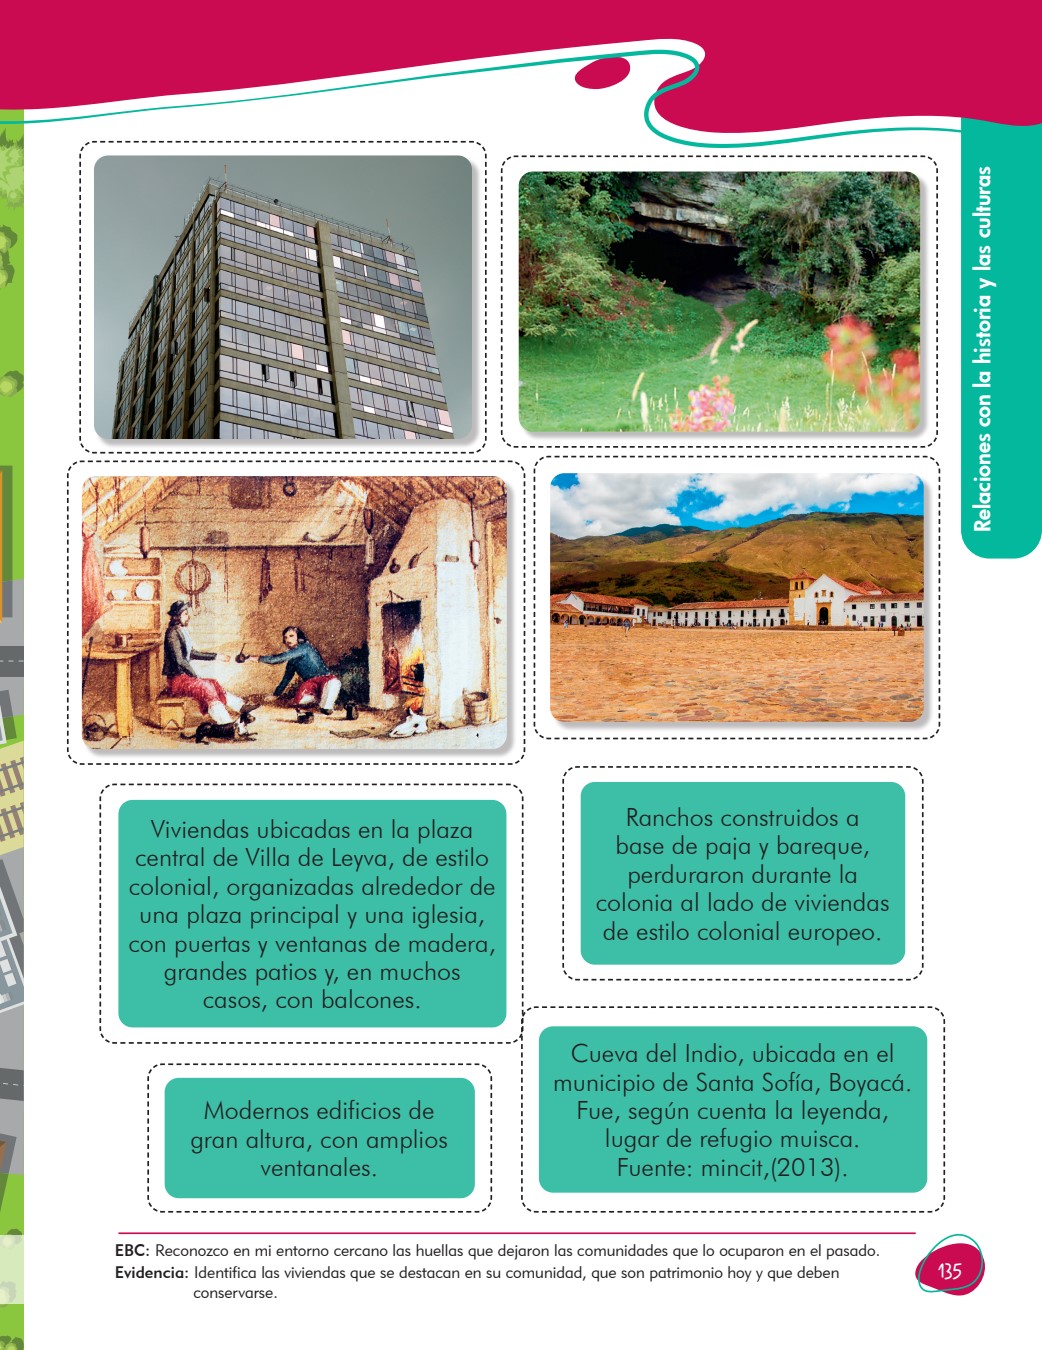 Relaciones con la historia y las culturas
Viviendas ubicadas en la plaza
central de Villa de Leyva, de estilo
colonial, organizadas alrededor de
una plaza principal y una iglesia,
con puertas y ventanas de madera,
grandes patios y, en muchos
casos, con balcones.
Ranchos construidos a
base de paja y bareque,
perduraron durante la
colonia al lado de viviendas
de estilo colonial europeo.
Modernos edificios de
gran altura, con amplios
ventanales.
Cueva del Indio, ubicada en el
municipio de Santa Sofía, Boyacá.
Fue, según cuenta la leyenda,
lugar de refugio muisca.
Fuente: mincit,(2013).
EBC: Reconozco en mi entorno cercano las huellas que dejaron las comunidades que lo ocuparon en el pasado.
Evidencia: Identifica las viviendas que se destacan en su comunidad, que son patrimonio hoy y que deben
conservarse.
135